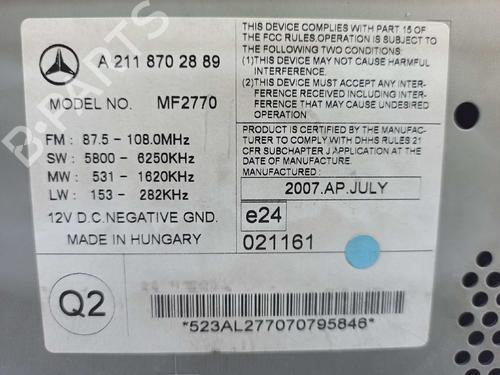 A 211 870 28 89
MODEL NO. MF2770
FM : 87.5 - 108.0MHz
SW : 5800 - 6250KHz
MW : 531 - 1620KHz
LW : 153 - 282KHz
12V D.C.NEGATIVE GND.
MADE IN HUNGARY
THIS DEVICE COMPLIES WITH PART 15 OF
THE FCC RULES. OPERATION IS SUBJECT TO
THE FOLLOWING TWO CONDITIONS:
(1)THIS DEVICE MAY NOT CAUSE HARMFUL
INTERFERENCE.
(2)THIS DEVICE MUST ACCEPT ANY INTER-
FERENCE RECEIVED INCLUDING INTER-
FERENCE THAT MAY CAUSE UNDESIRED
OPERATION.
PRODUCT IS CERTIFIED BY THE MANUFAC-
TURER TO COMPLY WITH DHHS RULES 21
CFR SUBCHAPTER J APPLICATION AT THE
DATE OF MANUFACTURE.
MANUFACTURED :
2007.AP.JULY
e24
021161
Q2
*523AL277070795846*
B-PARTS